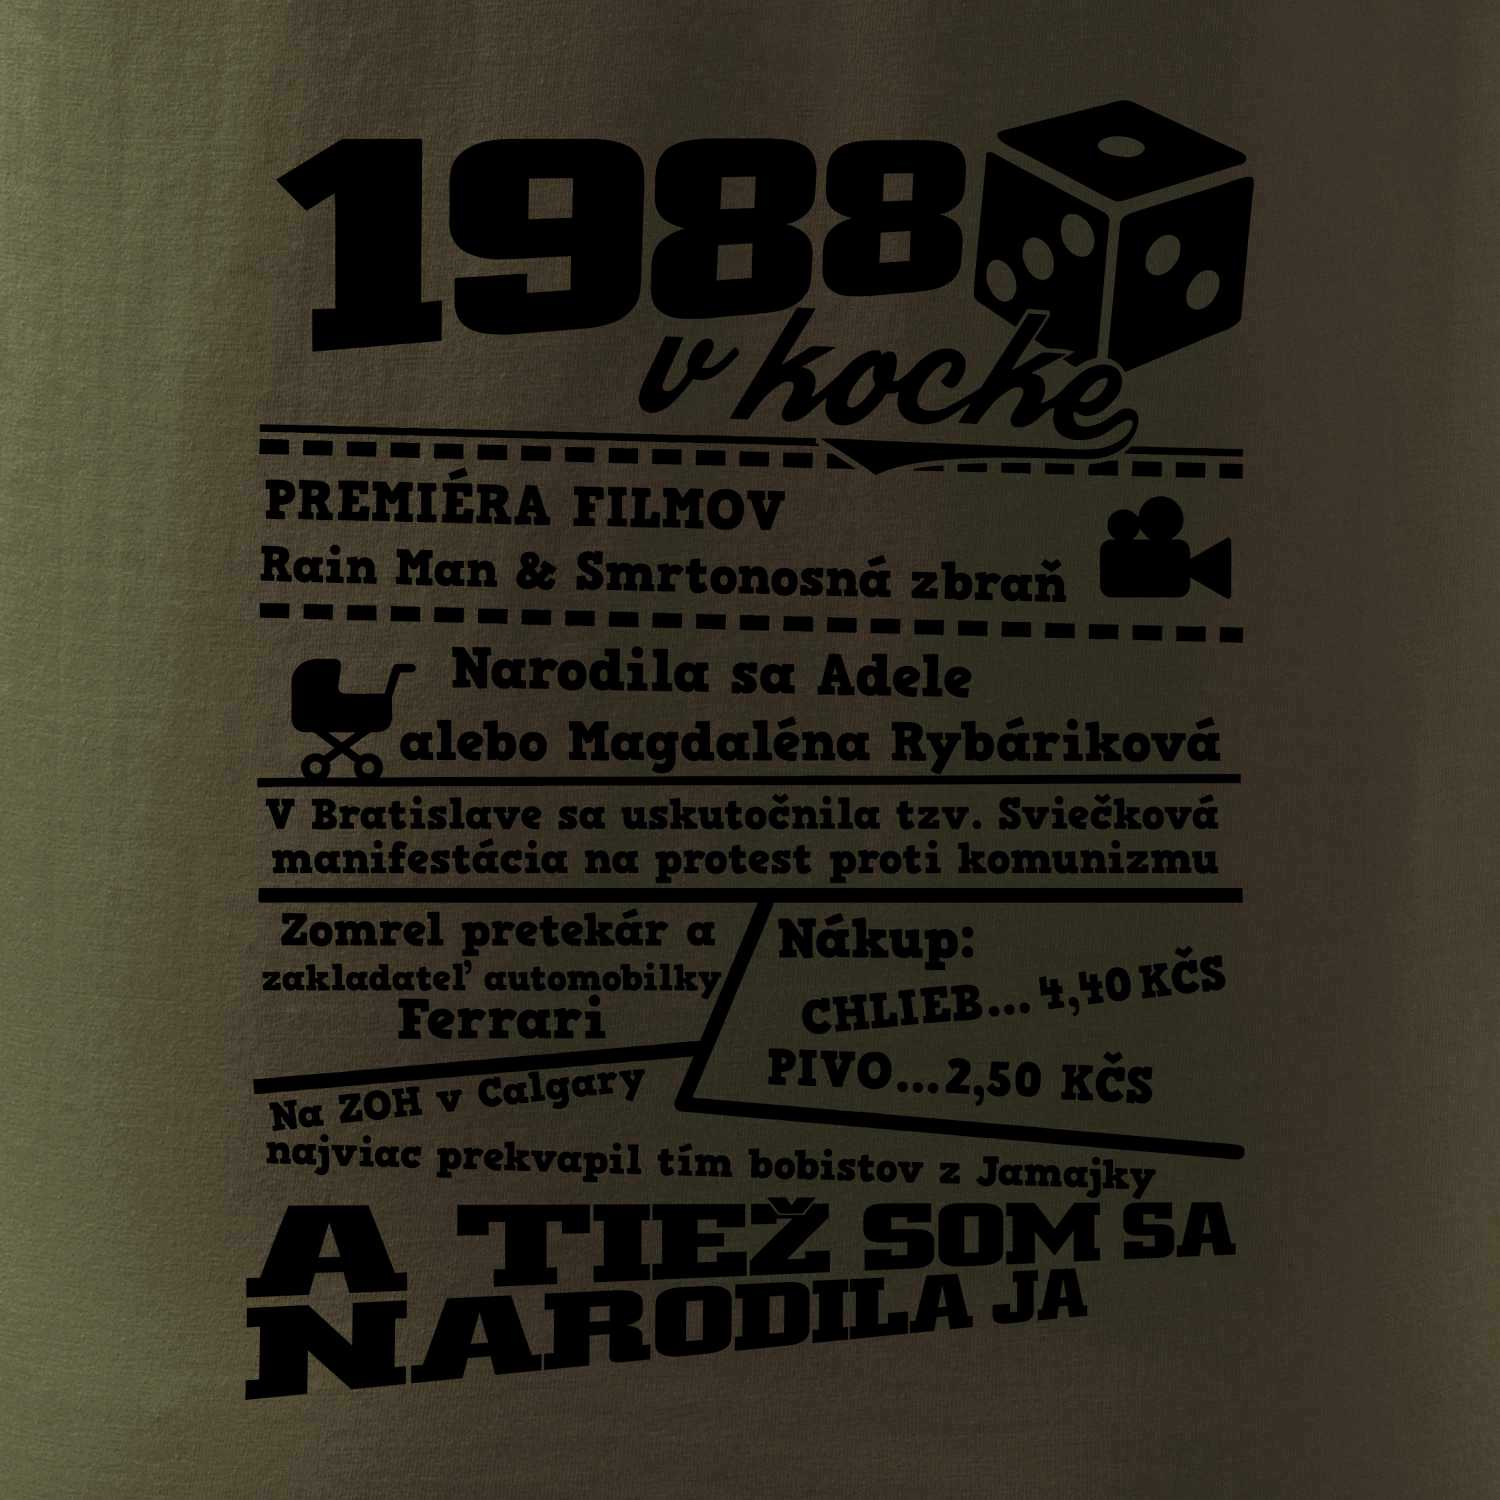 1988
v kocke
PREMIÉRA FILMOV
Rain Man & Smrtonosná zbraň
Narodila sa Adele
alebo Magdaléna Rybáriková
V Bratislave sa uskutočnila tzv. Sviečková
manifestácia na protest proti komunizmu
Zomrel pretekár a
zakladateľ automobilky
Ferrari
Nákup:
CHLIEB... 4,40 KČS
PIVO...2,50 KČS
Na ZOH v Calgary
najviac prekvapil tím bobistov z Jamajky
A TIEŽ SOM SA
NARODILA JA